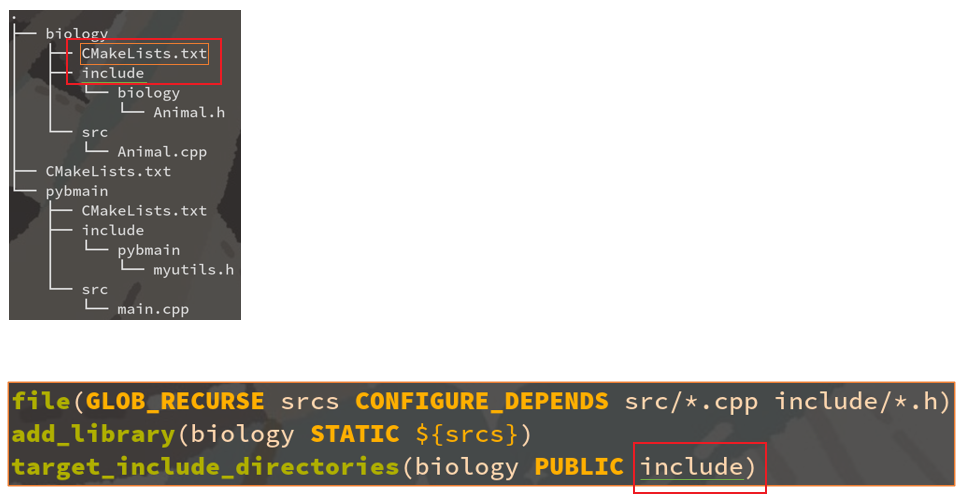 .
├── biology
│   ├── CMakeLists.txt
│   ├── include
│   │   └── biology
│   │       └── Animal.h
│   └── src
│       └── Animal.cpp
├── CMakeLists.txt
└── pybmain
    ├── CMakeLists.txt
    ├── include
    │   └── pybmain
    │       └── myutils.h
    └── src
        └── main.cpp
file(GLOB_RECURSE srcs CONFIGURE_DEPENDS src/*.cpp include/*.h)
add_library(biology STATIC ${srcs})
target_include_directories(biology PUBLIC include)